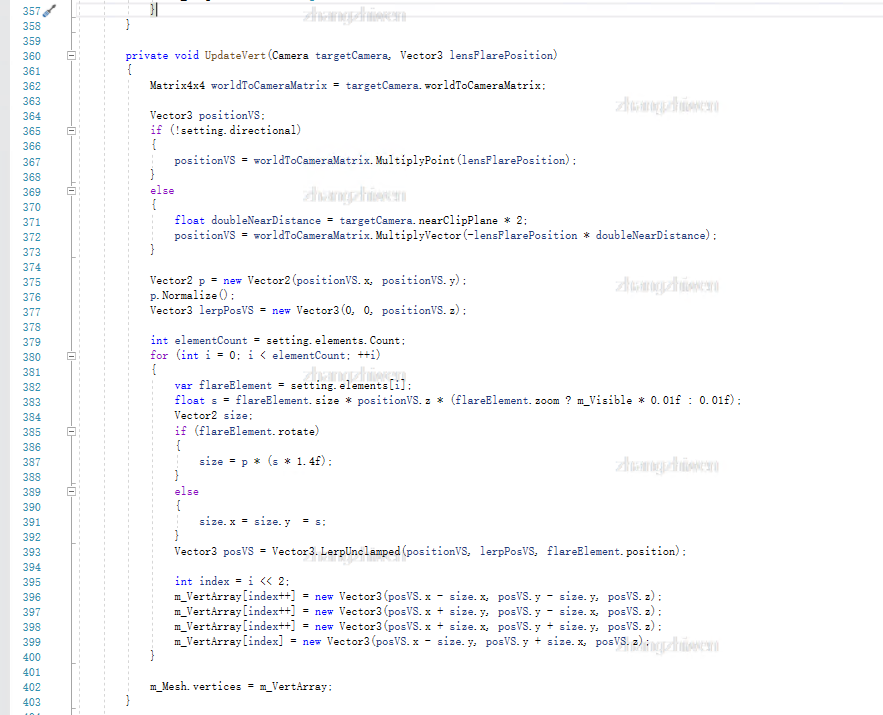 357 }
358 }
359
360 private void UpdateVert(Camera targetCamera, Vector3 lensFlarePosition)
361 {
362 Matrix4x4 worldToCameraMatrix = targetCamera.worldToCameraMatrix;
363
364 Vector3 positionVS;
365 if (!setting.directional)
366 {
367 positionVS = worldToCameraMatrix.MultiplyPoint(lensFlarePosition);
368 }
369 else
370 {
371 float doubleNearDistance = targetCamera.nearClipPlane * 2;
372 positionVS = worldToCameraMatrix.MultiplyVector(-lensFlarePosition * doubleNearDistance);
373 }
374
375 Vector2 p = new Vector2(positionVS.x, positionVS.y);
376 p.Normalize();
377 Vector3 lerpPosVS = new Vector3(0, 0, positionVS.z);
378
379 int elementCount = setting.elements.Count;
380 for (int i = 0; i < elementCount; ++i)
381 {
382 var flareElement = setting.elements[i];
383 float s = flareElement.size * positionVS.z * (flareElement.zoom ? m_Visible * 0.01f : 0.01f);
384 Vector2 size;
385 if (flareElement.rotate)
386 {
387 size = p * (s * 1.4f);
388 }
389 else
390 {
391 size.x = size.y = s;
392 }
393 Vector3 posVS = Vector3.LerpUnclamped(positionVS, lerpPosVS, flareElement.position);
394
395 int index = i << 2;
396 m_VertArray[index++] = new Vector3(posVS.x - size.x, posVS.y - size.y, posVS.z);
397 m_VertArray[index++] = new Vector3(posVS.x + size.y, posVS.y - size.x, posVS.z);
398 m_VertArray[index++] = new Vector3(posVS.x + size.x, posVS.y + size.y, posVS.z);
399 m_VertArray[index] = new Vector3(posVS.x - size.y, posVS.y + size.x, posVS.z);
400 }
401
402 m_Mesh.vertices = m_VertArray;
403 }
zhangzhiwen
zhangzhiwen
zhangzhiwen
zhangzhiwen
zhangzhiwen
zhangzhiwen
zhangzhiwen
zhangzhiwen